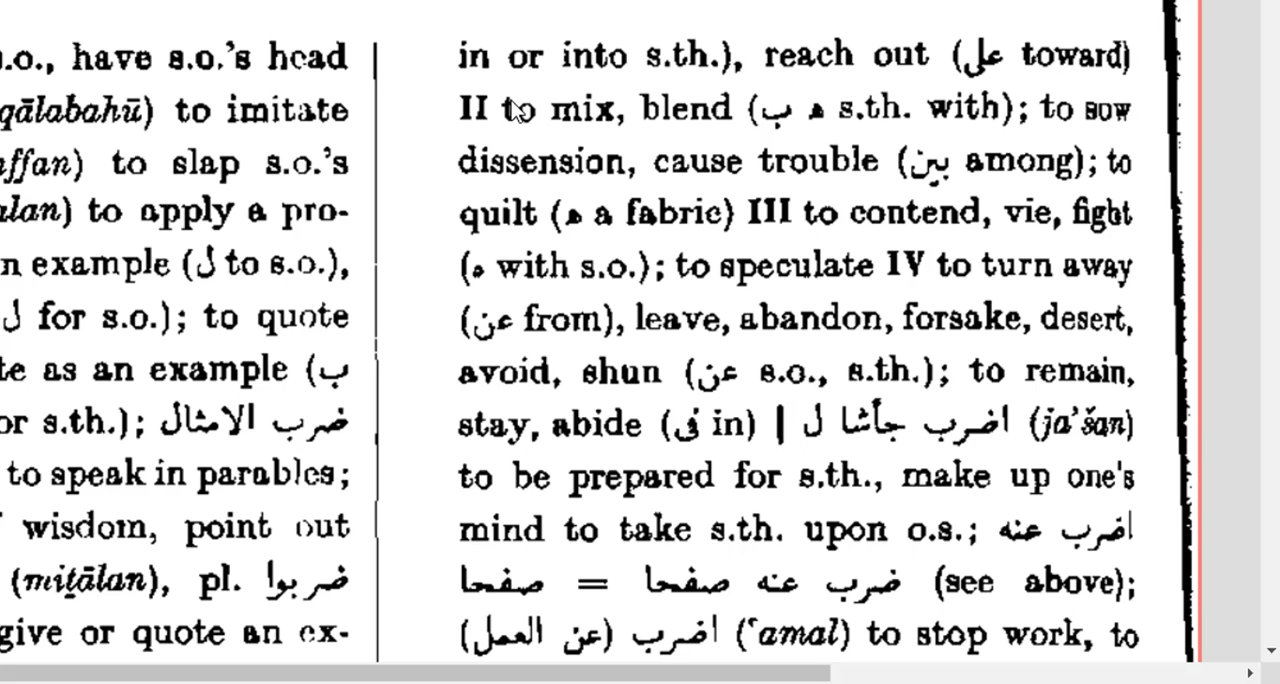 .o., have s.o.'s head
qālabahū) to imitate
affan) to slap s.o.'s
alan) to apply a pro-
n example (ل to s.o.),
ل for s.o.); to quote
te as an example (ب
or s.th.); ضرب الامثال
to speak in parables;
wisdom, point out
(miṯālan), pl. ضربوا
give or quote an ex-
in or into s.th.), reach out (على toward)
II to mix, blend (ه ب s.th. with); to sow
dissension, cause trouble (بين among); to
quilt (ه a fabric) III to contend, vie, fight
(ه with s.o.); to speculate IV to turn away
(عن from), leave, abandon, forsake, desert,
avoid, shun (عن s.o., s.th.); to remain,
stay, abide (فى in) | اضرب جأشا ل (ja'šan)
to be prepared for s.th., make up one's
mind to take s.th. upon o.s.; اضرب عنه
صفحا = ضرب عنه صفحا (see above);
اضرب (عن العمل) (ʿamal) to stop work, to